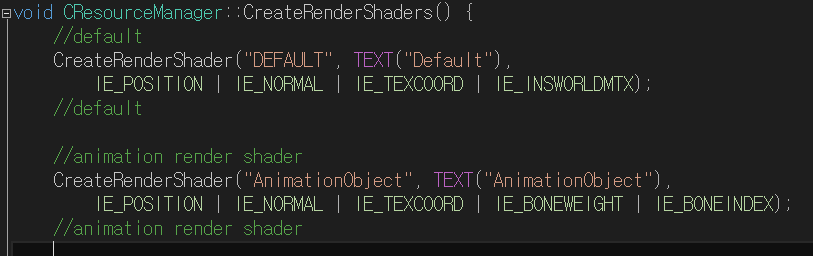 void CResourceManager::CreateRenderShaders() {
//default
CreateRenderShader("DEFAULT", TEXT("Default"),
IE_POSITION | IE_NORMAL | IE_TEXCOORD | IE_INSWORLDMTX);
//default
//animation render shader
CreateRenderShader("AnimationObject", TEXT("AnimationObject"),
IE_POSITION | IE_NORMAL | IE_TEXCOORD | IE_BONEWEIGHT | IE_BONEINDEX);
//animation render shader